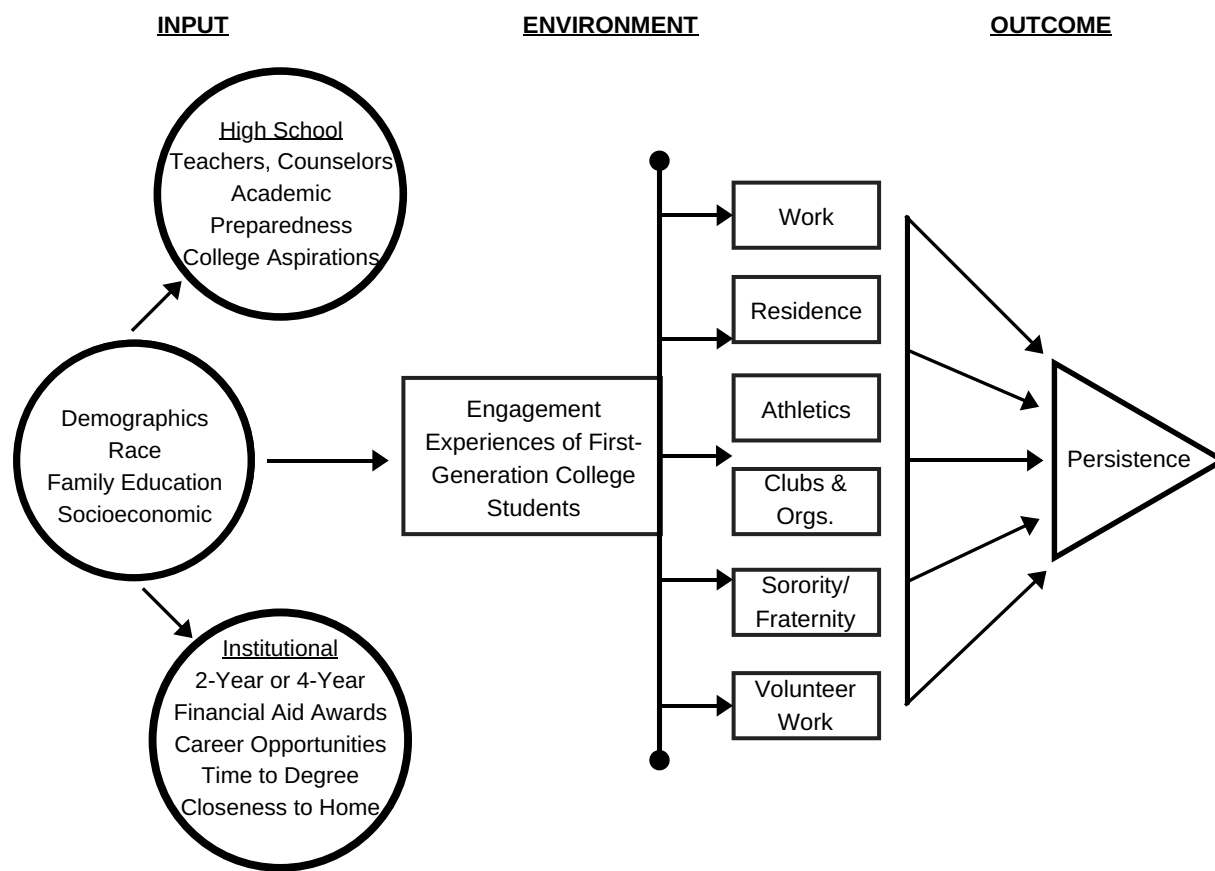 INPUT
ENVIRONMENT
OUTCOME
High School
Teachers, Counselors
Academic
Preparedness
College Aspirations
Demographics
Race
Family Education
Socioeconomic
Institutional
2-Year or 4-Year
Financial Aid Awards
Career Opportunities
Time to Degree
Closeness to Home
Engagement
Experiences of First-
Generation College
Students
Work
Residence
Athletics
Clubs &
Orgs.
Sorority/
Fraternity
Volunteer
Work
Persistence